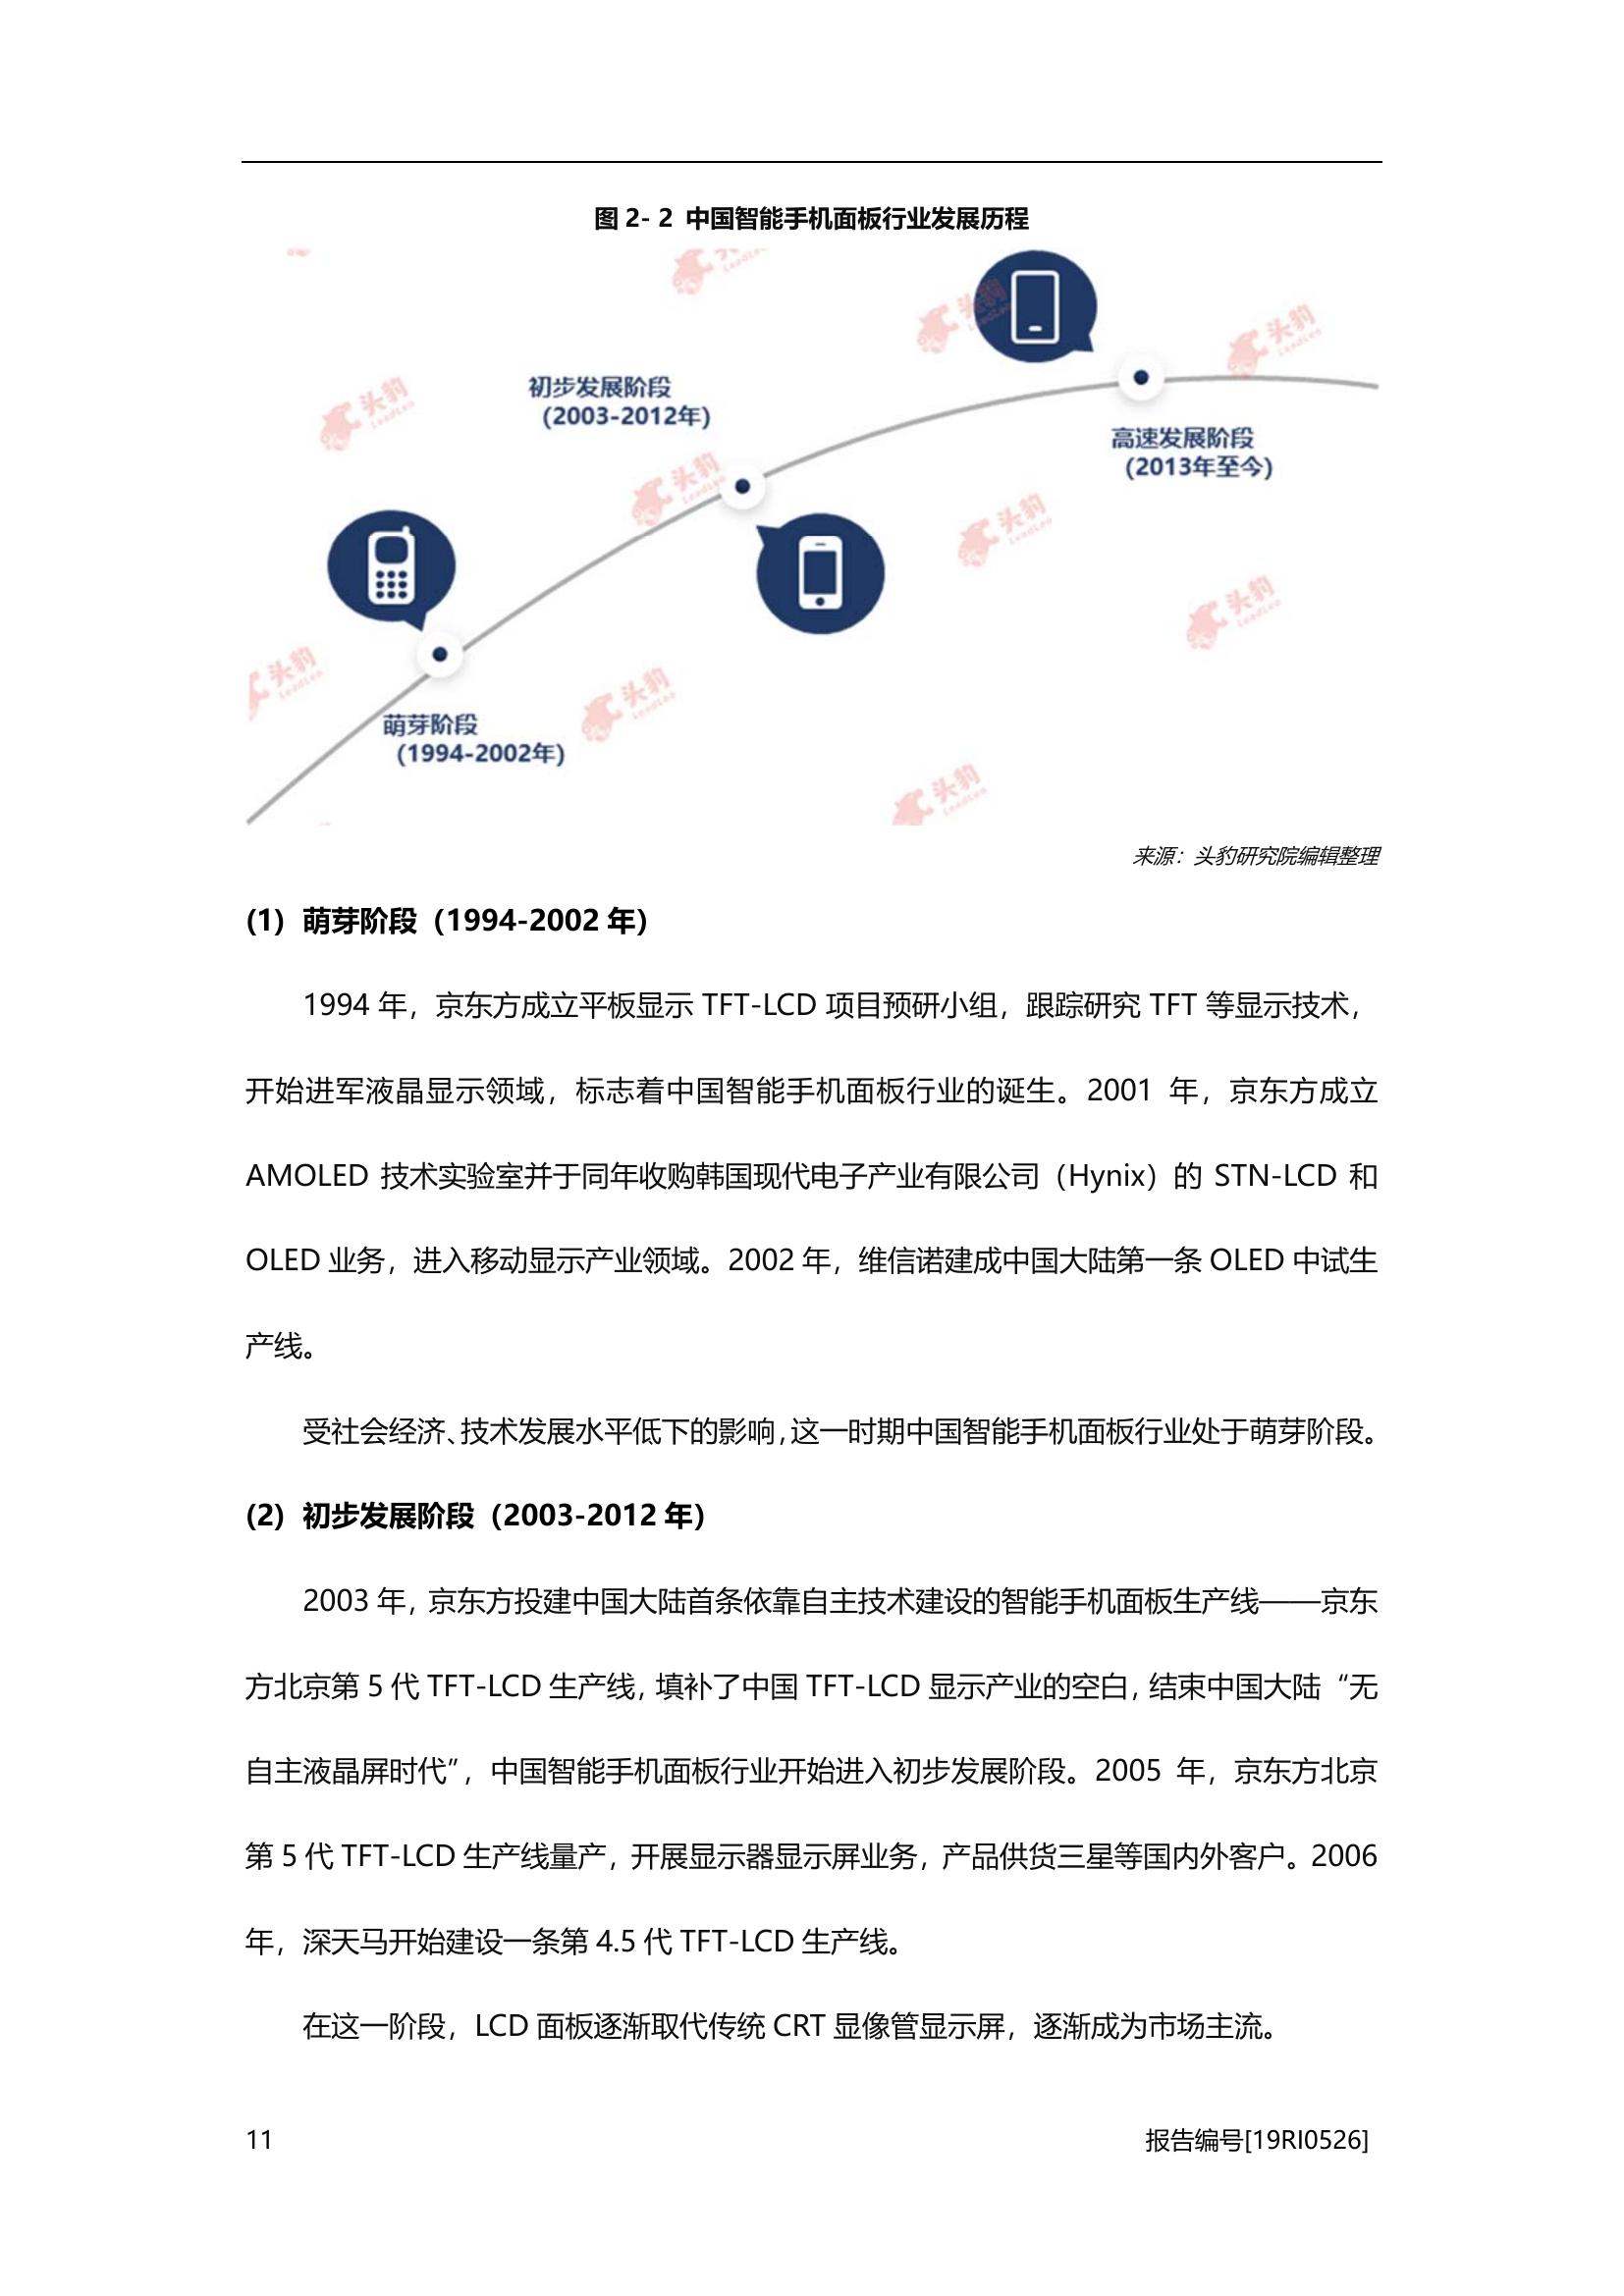 图 2- 2 中国智能手机面板行业发展历程
初步发展阶段
(2003-2012年)
高速发展阶段
(2013年至今)
萌芽阶段
(1994-2002年)
头豹
LeadLeo
来源：头豹研究院编辑整理
(1) 萌芽阶段（1994-2002 年）
1994 年，京东方成立平板显示 TFT-LCD 项目预研小组，跟踪研究 TFT 等显示技术，
开始进军液晶显示领域，标志着中国智能手机面板行业的诞生。2001 年，京东方成立
AMOLED 技术实验室并于同年收购韩国现代电子产业有限公司（Hynix）的 STN-LCD 和
OLED 业务，进入移动显示产业领域。2002 年，维信诺建成中国大陆第一条 OLED 中试生
产线。
受社会经济、技术发展水平低下的影响，这一时期中国智能手机面板行业处于萌芽阶段。
(2) 初步发展阶段（2003-2012 年）
2003 年，京东方投建中国大陆首条依靠自主技术建设的智能手机面板生产线——京东
方北京第 5 代 TFT-LCD 生产线，填补了中国 TFT-LCD 显示产业的空白，结束中国大陆“无
自主液晶屏时代”，中国智能手机面板行业开始进入初步发展阶段。2005 年，京东方北京
第 5 代 TFT-LCD 生产线量产，开展显示器显示屏业务，产品供货三星等国内外客户。2006
年，深天马开始建设一条第 4.5 代 TFT-LCD 生产线。
在这一阶段，LCD 面板逐渐取代传统 CRT 显像管显示屏，逐渐成为市场主流。
11 报告编号[19RI0526]